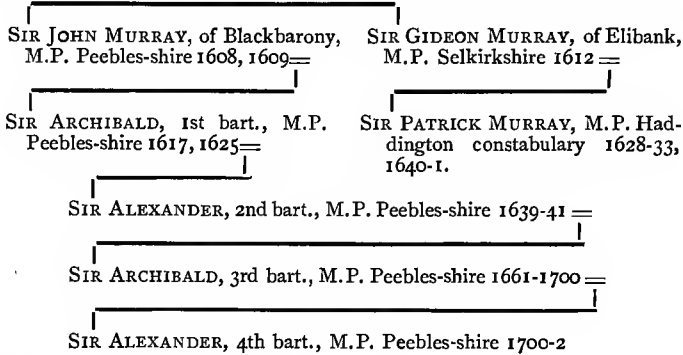 SIR JOHN MURRAY, of Blackbarony,
M.P. Peebles-shire 1608, 1609=
SIR GIDEON MURRAY, of Elibank,
M.P. Selkirkshire 1612 =
SIR ARCHIBALD, 1st bart., M.P.
Peebles-shire 1617, 1625=
SIR PATRICK MURRAY, M.P. Had-
dington constabulary 1628-33,
1640-1.
SIR ALEXANDER, 2nd bart., M.P. Peebles-shire 1639-41 =
SIR ARCHIBALD, 3rd bart., M.P. Peebles-shire 1661-1700 =
SIR ALEXANDER, 4th bart., M.P. Peebles-shire 1700-2